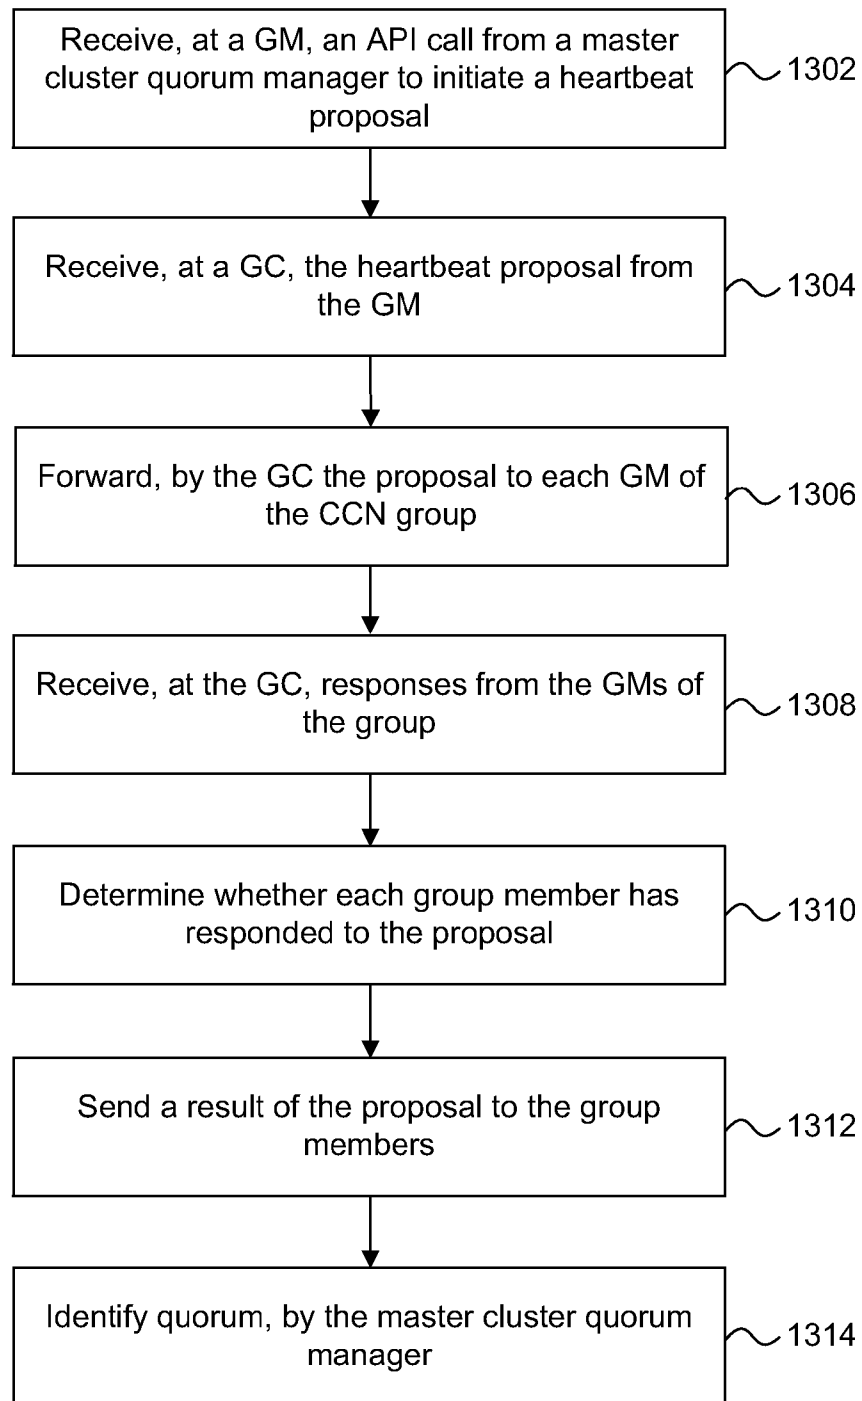 Receive, at a GM, an API call from a master
cluster quorum manager to initiate a heartbeat
proposal
1302
Receive, at a GC, the heartbeat proposal from
the GM
1304
Forward, by the GC the proposal to each GM of
the CCN group
1306
Receive, at the GC, responses from the GMs of
the group
1308
Determine whether each group member has
responded to the proposal
1310
Send a result of the proposal to the group
members
1312
Identify quorum, by the master cluster quorum
manager
1314